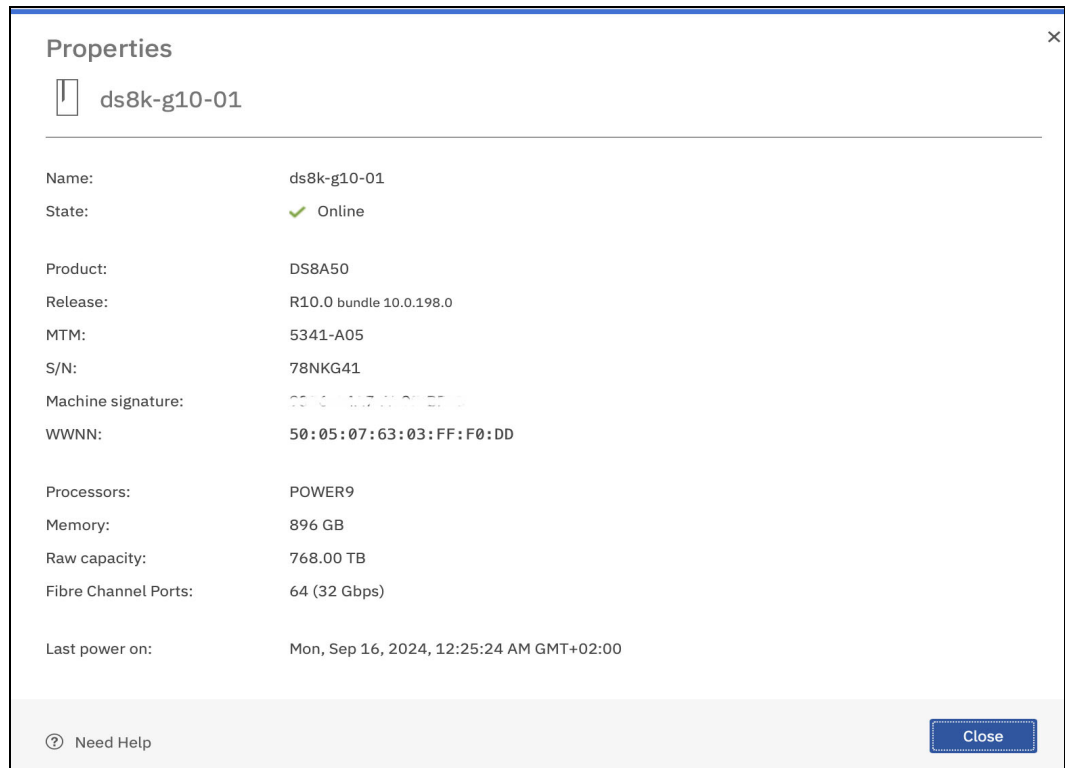 Properties
ds8k-g10-01
Name: ds8k-g10-01
State: Online
Product: DS8A50
Release: R10.0 bundle 10.0.198.0
MTM: 5341-A05
S/N: 78NKG41
Machine signature:
WWNN: 50:05:07:63:03:FF:F0:DD
Processors: POWER9
Memory: 896 GB
Raw capacity: 768.00 TB
Fibre Channel Ports: 64 (32 Gbps)
Last power on: Mon, Sep 16, 2024, 12:25:24 AM GMT+02:00
Need Help
Close